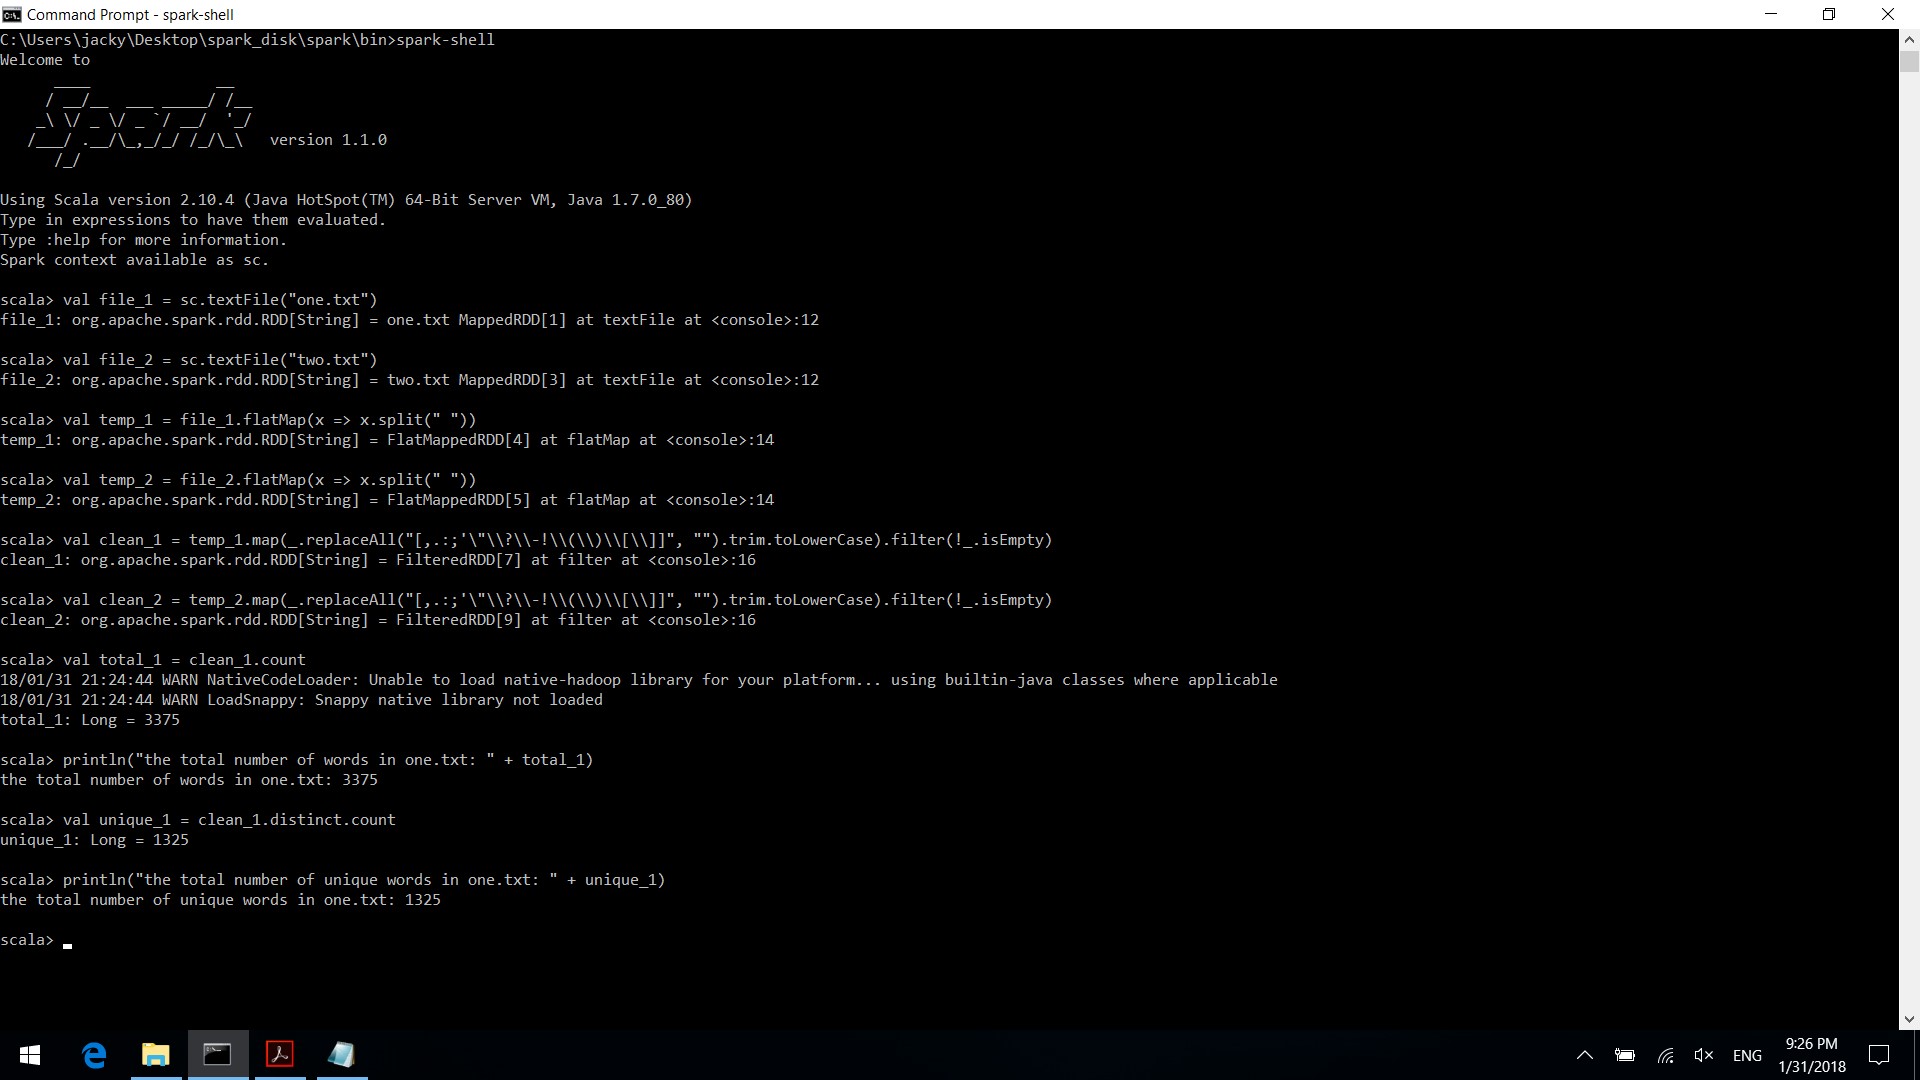 Command Prompt - spark-shell
C:\Users\jacky\Desktop\spark_disk\spark\bin>spark-shell
Welcome to
      ____              __
     / __/__  ___ _____/ /__
    _\ \/ _ \/ _ `/ __/  '_/
   /___/ .__/\_,_/_/ /_/\_\   version 1.1.0
      /_/
Using Scala version 2.10.4 (Java HotSpot(TM) 64-Bit Server VM, Java 1.7.0_80)
Type in expressions to have them evaluated.
Type :help for more information.
Spark context available as sc.
scala> val file_1 = sc.textFile("one.txt")
file_1: org.apache.spark.rdd.RDD[String] = one.txt MappedRDD[1] at textFile at <console>:12
scala> val file_2 = sc.textFile("two.txt")
file_2: org.apache.spark.rdd.RDD[String] = two.txt MappedRDD[3] at textFile at <console>:12
scala> val temp_1 = file_1.flatMap(x => x.split(" "))
temp_1: org.apache.spark.rdd.RDD[String] = FlatMappedRDD[4] at flatMap at <console>:14
scala> val temp_2 = file_2.flatMap(x => x.split(" "))
temp_2: org.apache.spark.rdd.RDD[String] = FlatMappedRDD[5] at flatMap at <console>:14
scala> val clean_1 = temp_1.map(_.replaceAll("[,.:;'\"\\?\\-!\\(\\)\\[\\]]", "").trim.toLowerCase).filter(!_.isEmpty)
clean_1: org.apache.spark.rdd.RDD[String] = FilteredRDD[7] at filter at <console>:16
scala> val clean_2 = temp_2.map(_.replaceAll("[,.:;'\"\\?\\-!\\(\\)\\[\\]]", "").trim.toLowerCase).filter(!_.isEmpty)
clean_2: org.apache.spark.rdd.RDD[String] = FilteredRDD[9] at filter at <console>:16
scala> val total_1 = clean_1.count
18/01/31 21:24:44 WARN NativeCodeLoader: Unable to load native-hadoop library for your platform... using builtin-java classes where applicable
18/01/31 21:24:44 WARN LoadSnappy: Snappy native library not loaded
total_1: Long = 3375
scala> println("the total number of words in one.txt: " + total_1)
the total number of words in one.txt: 3375
scala> val unique_1 = clean_1.distinct.count
unique_1: Long = 1325
scala> println("the total number of unique words in one.txt: " + unique_1)
the total number of unique words in one.txt: 1325
scala>
ENG
9:26 PM
1/31/2018